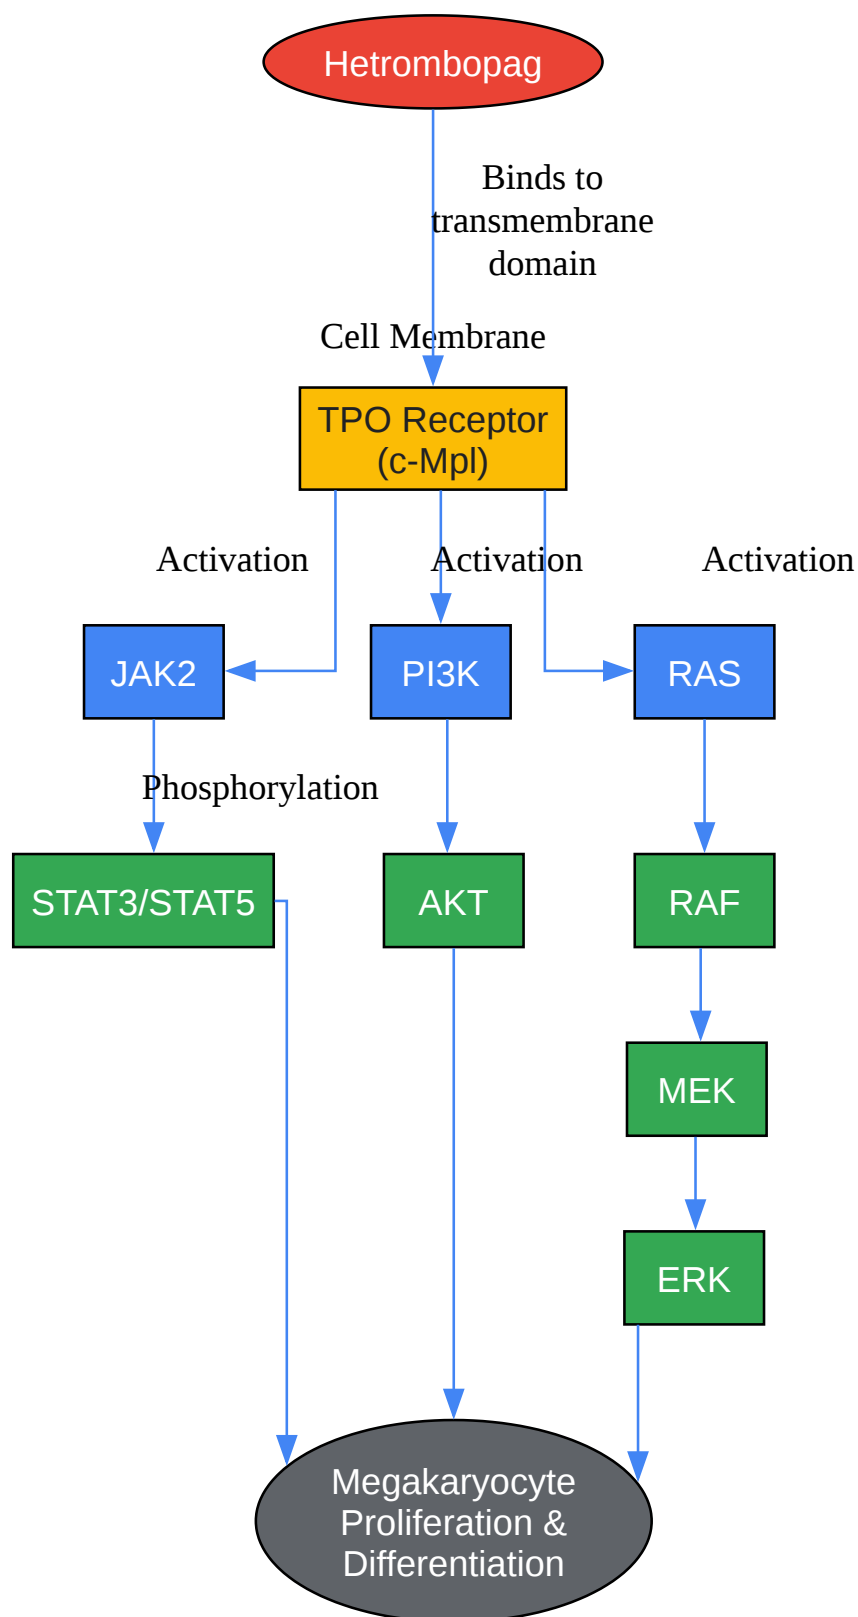 Hetrombopag
Binds to
transmembrane
domain
Cell Membrane
TPO Receptor
(c-Mpl)
Activation
Activation
Activation
JAK2
PI3K
RAS
Phosphorylation
STAT3/STAT5
AKT
RAF
MEK
ERK
Megakaryocyte
Proliferation &
Differentiation